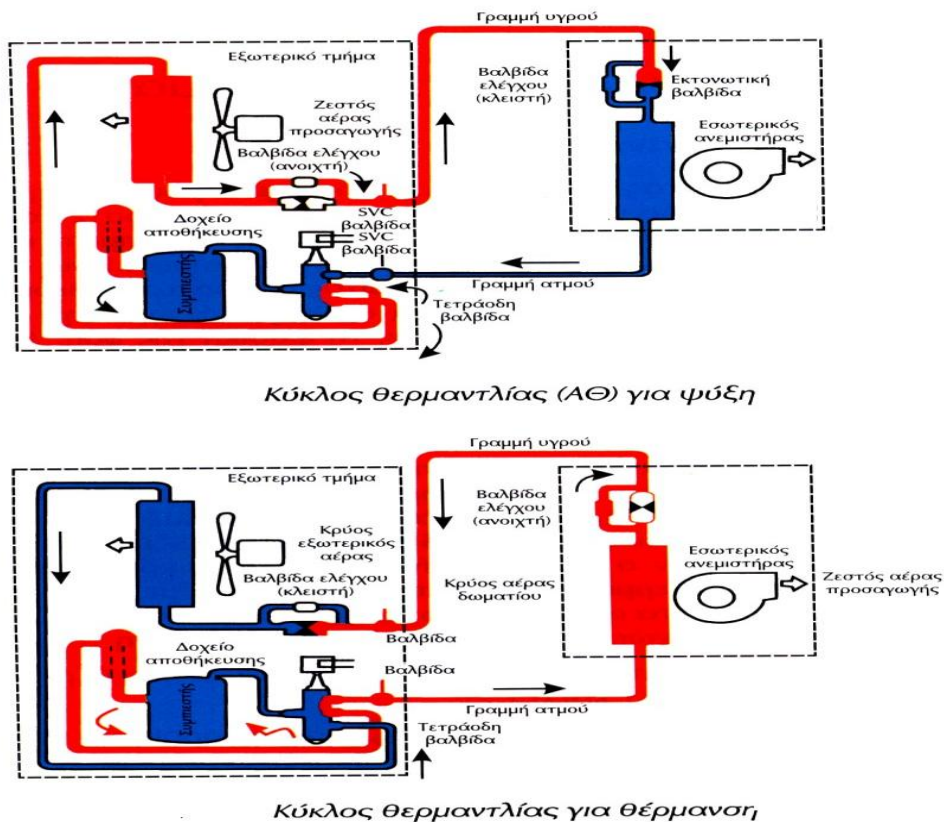 Γραμμή υγρού
Εξωτερικό τμήμα
Βαλβίδα
ελέγχου
(κλειστή)
Εκτονωτική
βαλβίδα
Ζεστός
αέρας
προσαγωγής
Βαλβίδα ελέγχου
(ανοιχτή)
Εσωτερικός
ανεμιστήρας
Δοχείο
αποθήκευσης
SVC
βαλβίδα
SVC
βαλβίδα
Συμπιεστής
Γραμμή ατμού
Τετράοδη
βαλβίδα
Κύκλος θερμαντλίας (ΑΘ) για ψύξη
Γραμμή υγρού
Εξωτερικό τμήμα
Βαλβίδα
ελέγχου
(ανοιχτή)
Κρύος
εξωτερικός
αέρας
Βαλβίδα ελέγχου
(κλειστή)
Κρύος αέρας
δωματίου
Εσωτερικός
ανεμιστήρας
Ζεστός αέρας
προσαγωγής
Δοχείο
αποθήκευσης
Βαλβίδα
Βαλβίδα
Συμπιεστής
Γραμμή ατμού
Τετράοδη
βαλβίδα
Κύκλος θερμαντλίας για θέρμανση